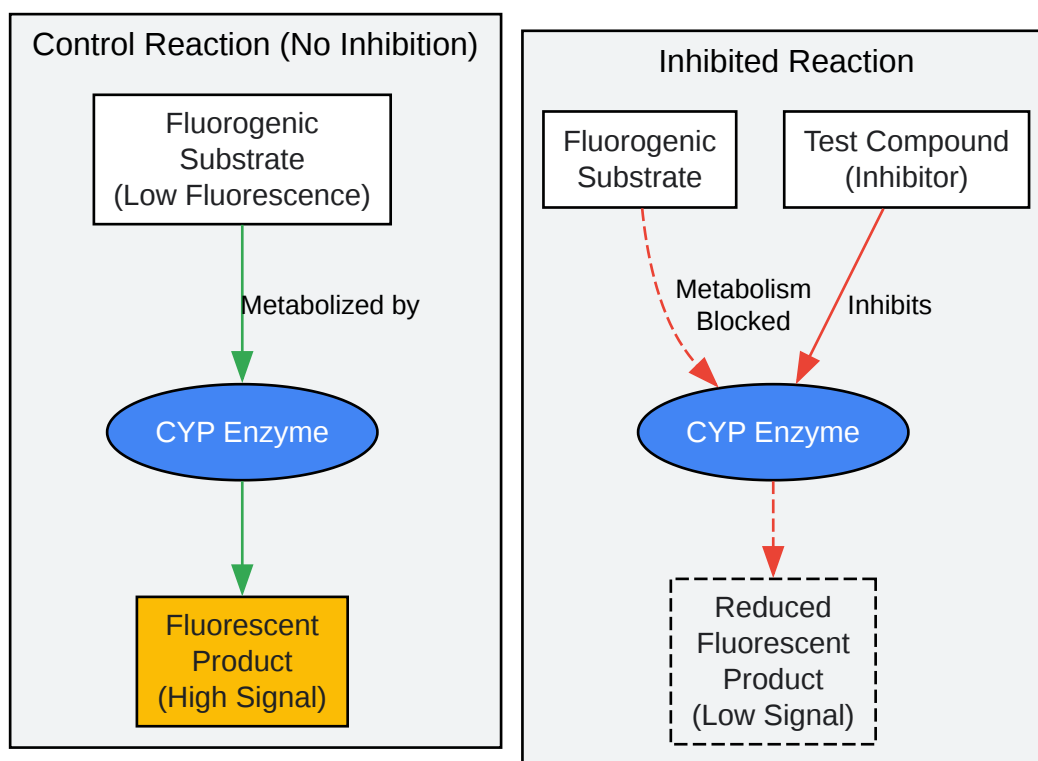 Control Reaction (No Inhibition)
Fluorogenic
Substrate
(Low Fluorescence)
Metabolized by
CYP Enzyme
Fluorescent
Product
(High Signal)
Inhibited Reaction
Fluorogenic
Substrate
Test Compound
(Inhibitor)
Metabolism
Blocked
Inhibits
CYP Enzyme
Reduced
Fluorescent
Product
(Low Signal)